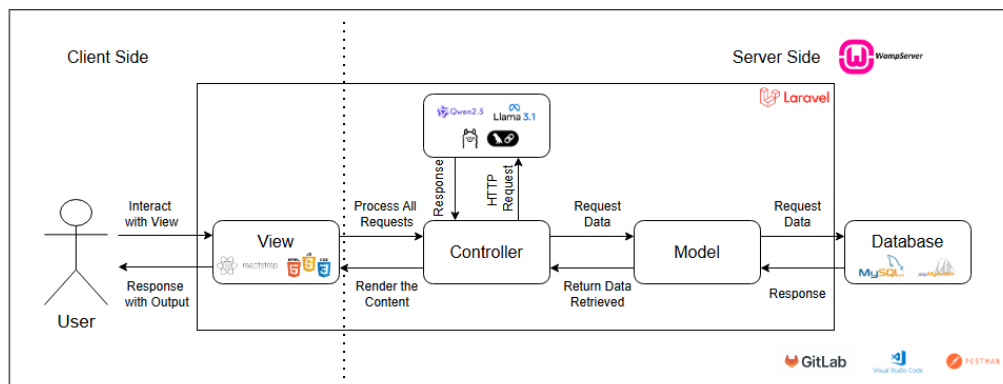 Client Side
Server Side
WampServer
Laravel
Qwen2.5
Llama 3.1
Response
HTTP
Request
Interact
with View
Process All
Requests
Request
Data
Request
Data
View
reactstrap
HTML
JS
CSS
Controller
Model
Database
MySQL
phpMyAdmin
Response
with Output
Render the
Content
Return Data
Retrieved
Response
User
GitLab
Visual Studio Code
POSTMAN